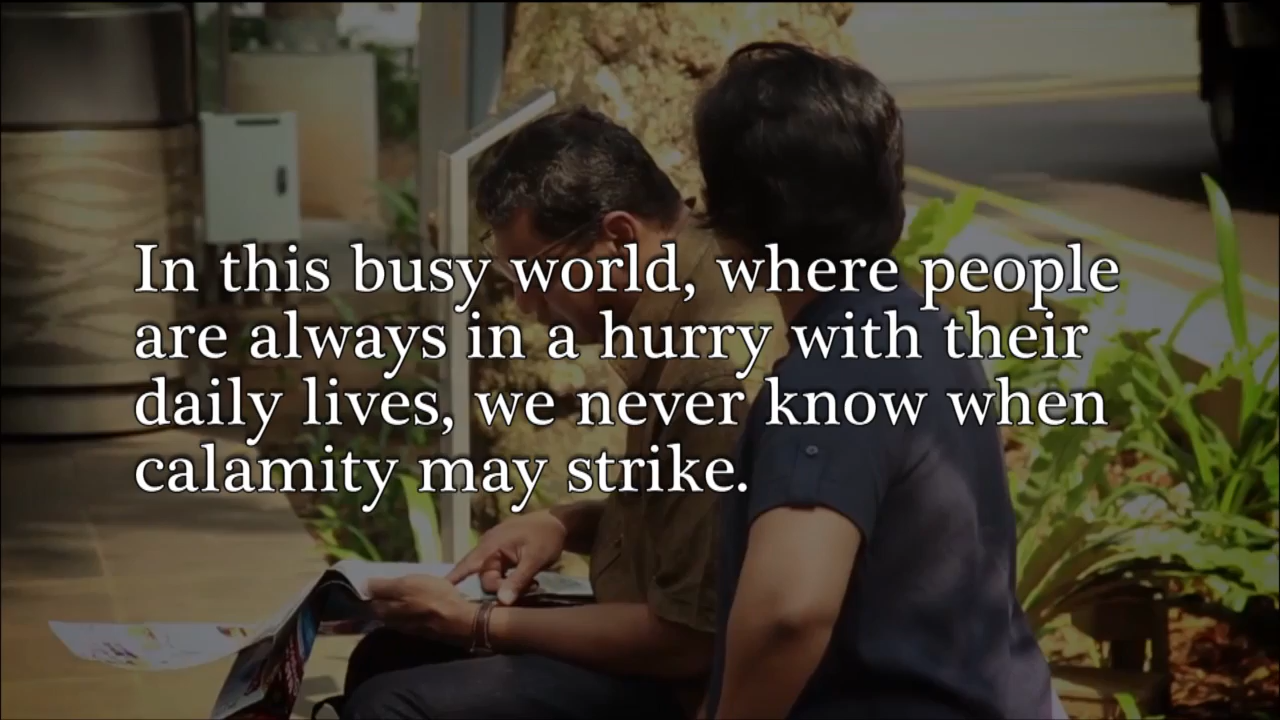 In this busy world, where people
are always in a hurry with their
daily lives, we never know when
calamity may strike.